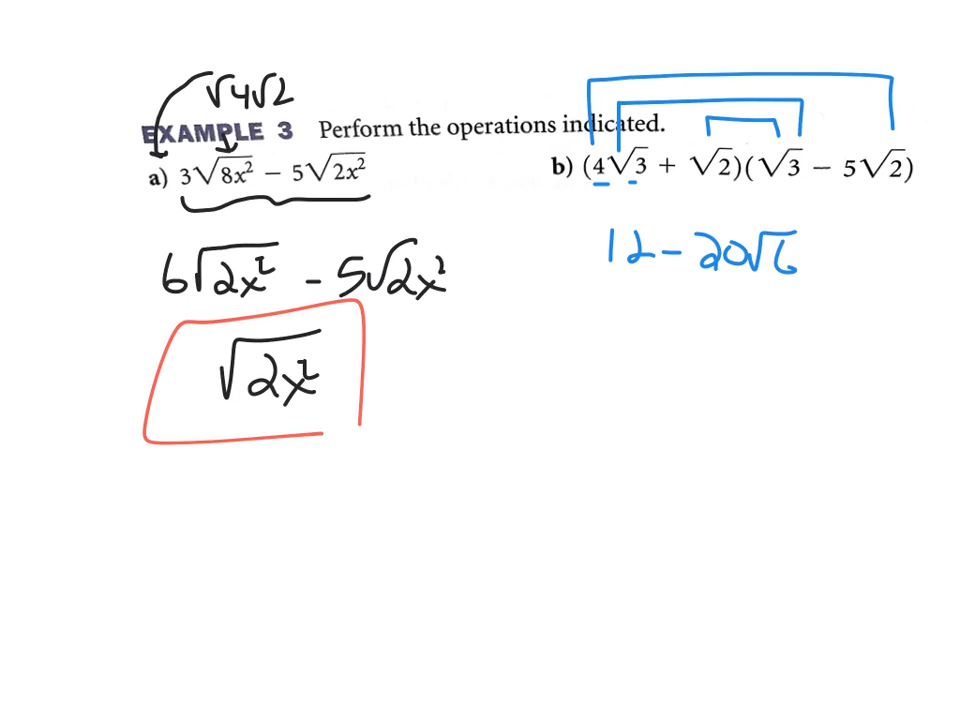 √4√2
EXAMPLE 3 Perform the operations indicated.
a) 3√8x² − 5√2x² b) (4√3 + √2)(√3 − 5√2)
6√2x² - 5√2x² 12 - 20√6
√2x²